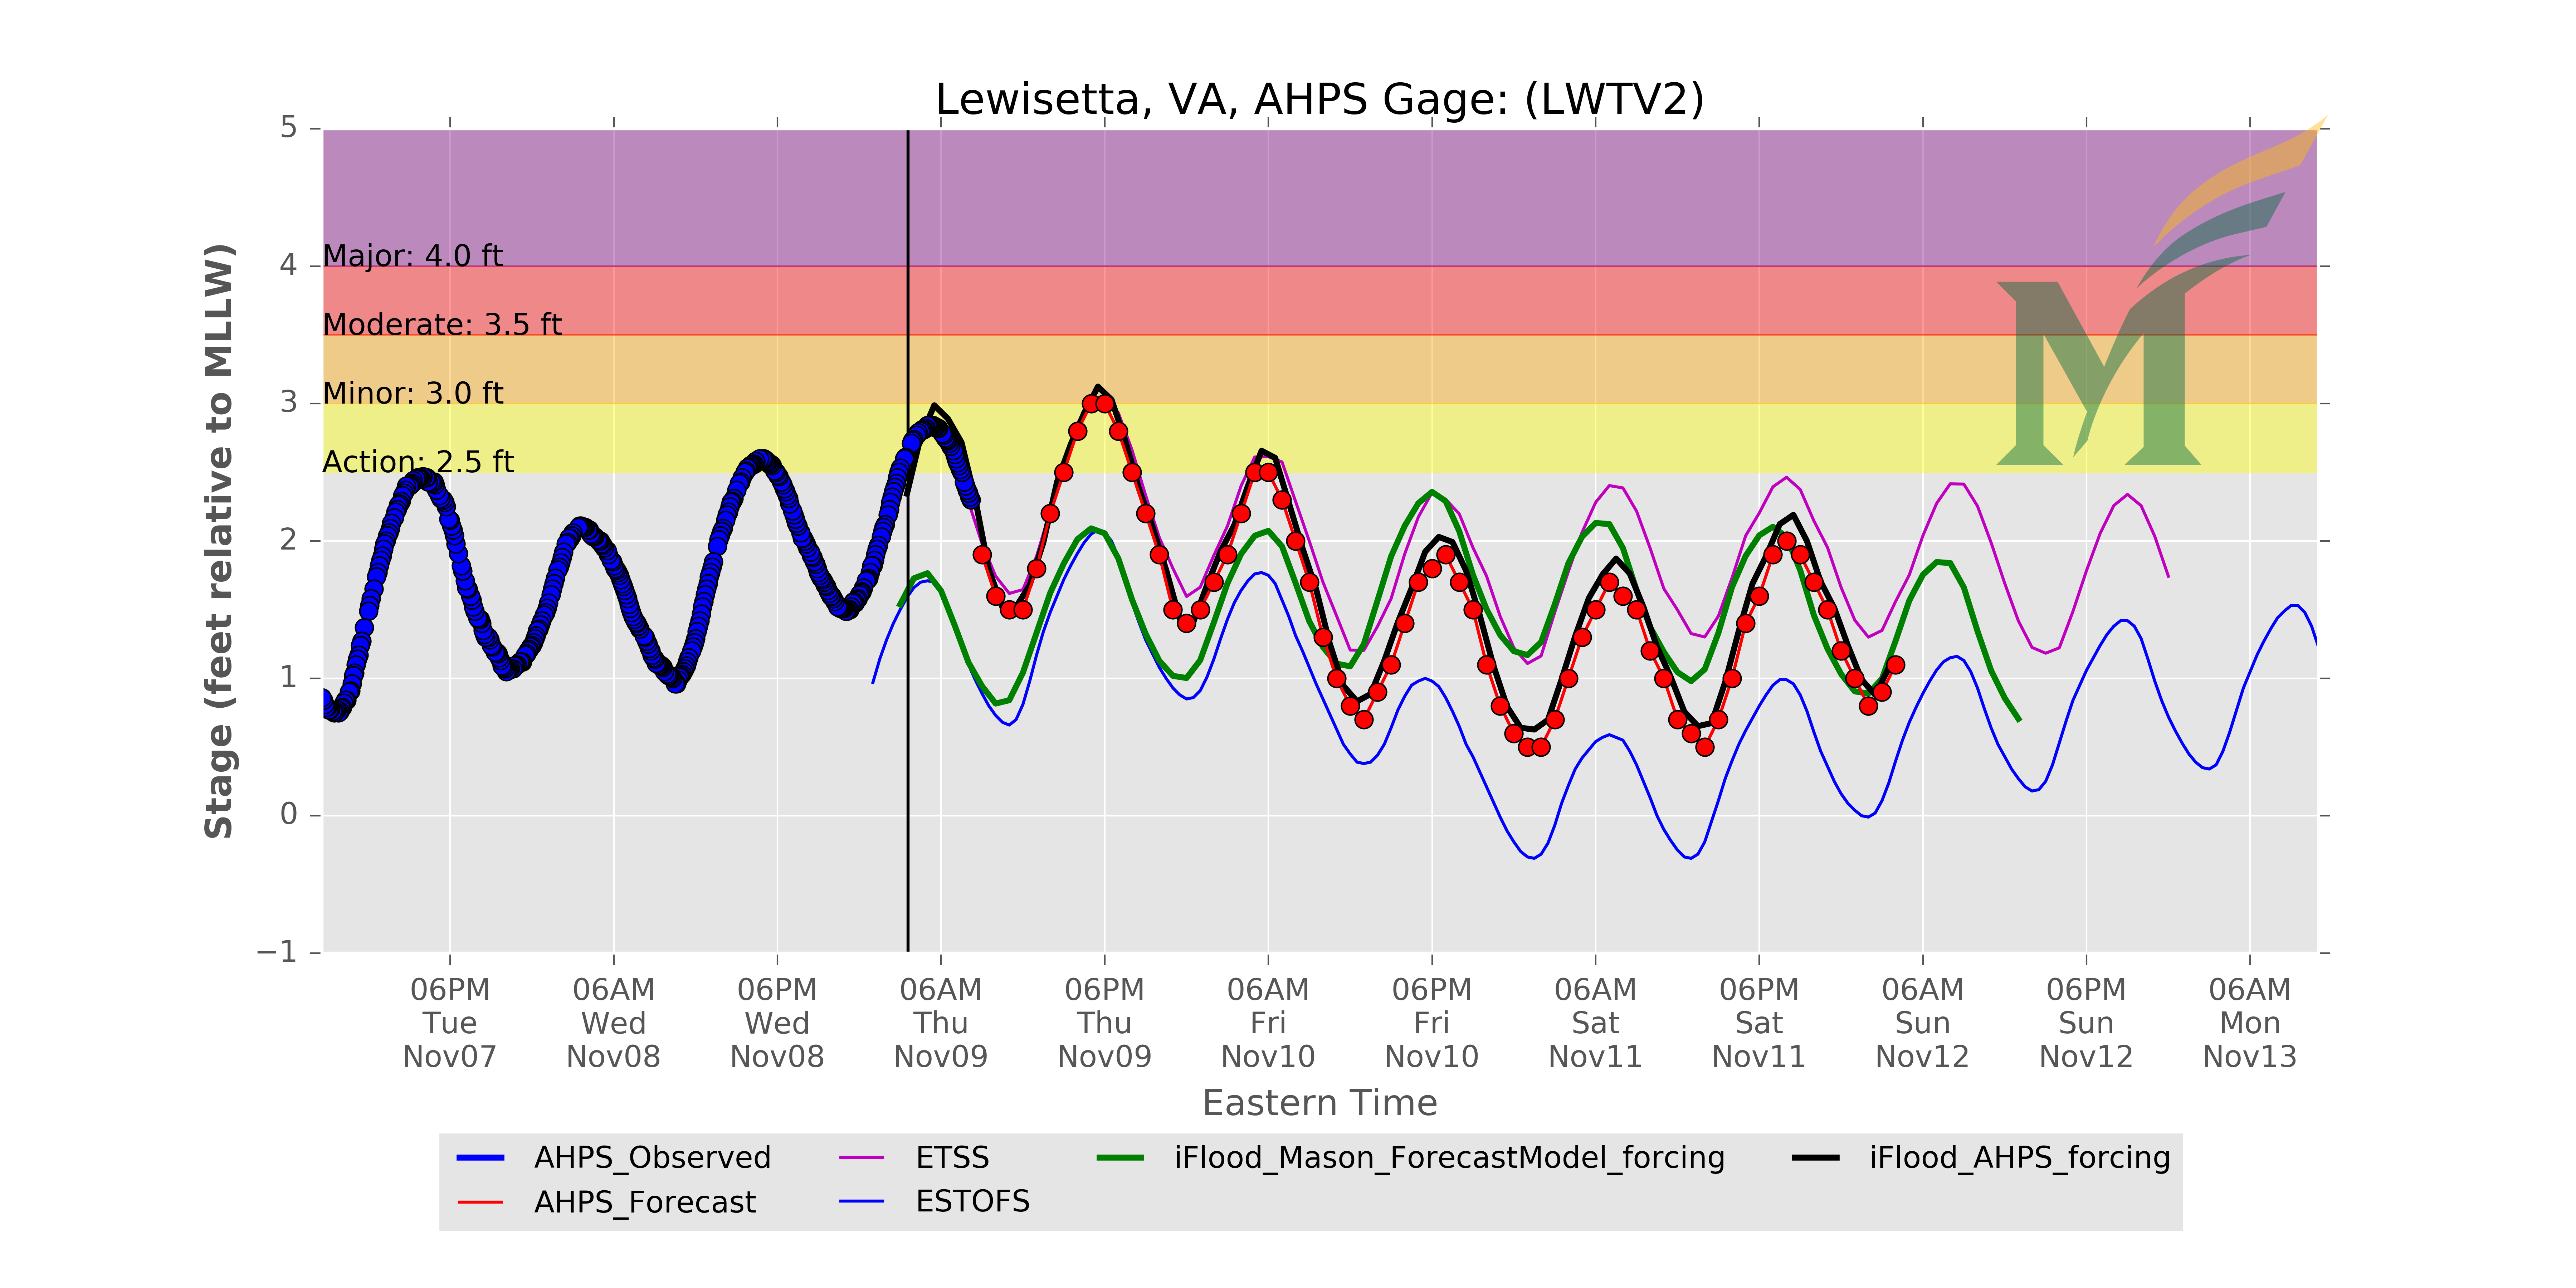 Lewisetta, VA, AHPS Gage: (LWTV2)
Stage (feet relative to MLLW)
5
4
3
2
1
0
−1
Major: 4.0 ft
Moderate: 3.5 ft
Minor: 3.0 ft
Action: 2.5 ft
06PM 06AM 06PM 06AM 06PM 06AM 06PM 06AM 06PM 06AM 06PM 06AM
Tue Wed Wed Thu Thu Fri Fri Sat Sat Sun Sun Mon
Nov07 Nov08 Nov08 Nov09 Nov09 Nov10 Nov10 Nov11 Nov11 Nov12 Nov12 Nov13
Eastern Time
AHPS_Observed ETSS iFlood_Mason_ForecastModel_forcing iFlood_AHPS_forcing
AHPS_Forecast ESTOFS
M